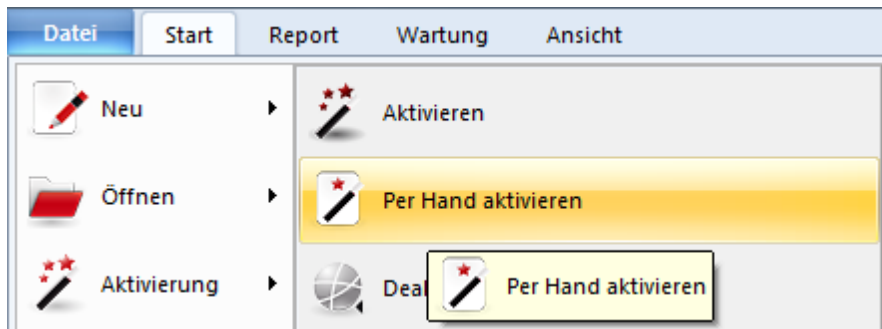 Datei Start Report Wartung Ansicht
Neu
Öffnen
Aktivierung
Aktivieren
Per Hand aktivieren
Per Hand aktivieren